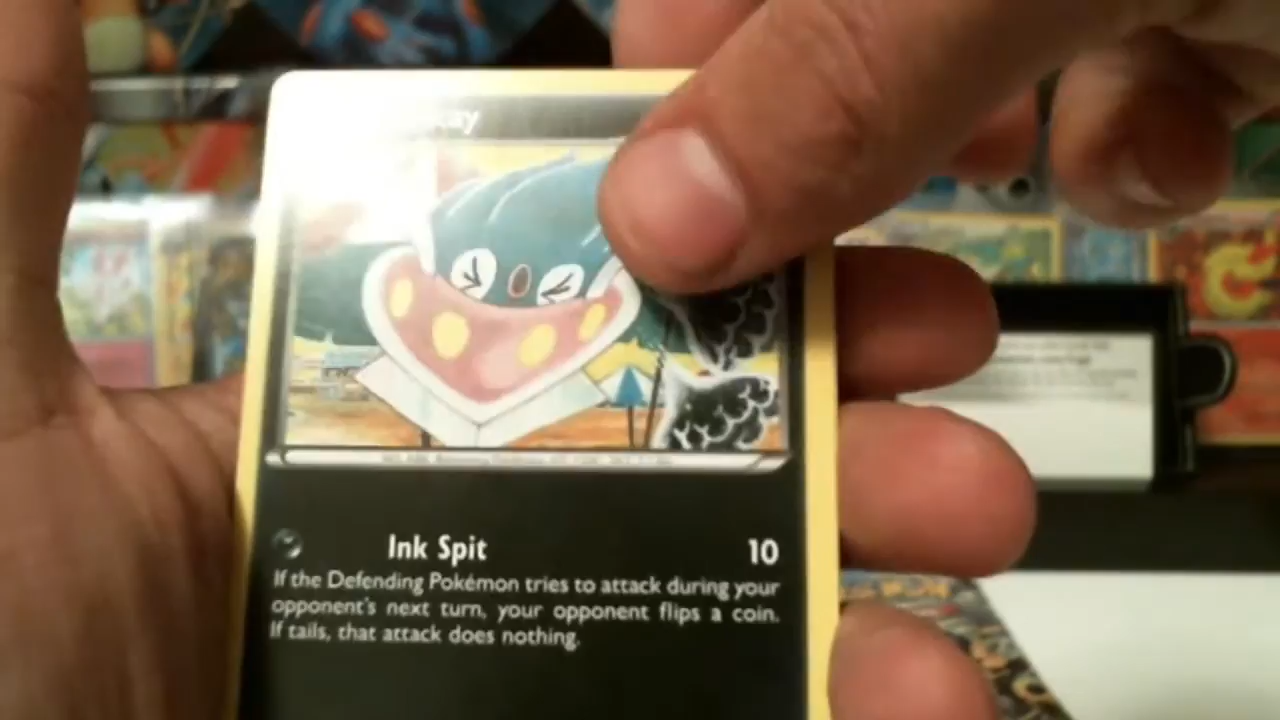 kay
Ink Spit 10
If the Defending Pokémon tries to attack during your
opponent's next turn, your opponent flips a coin.
If tails, that attack does nothing.